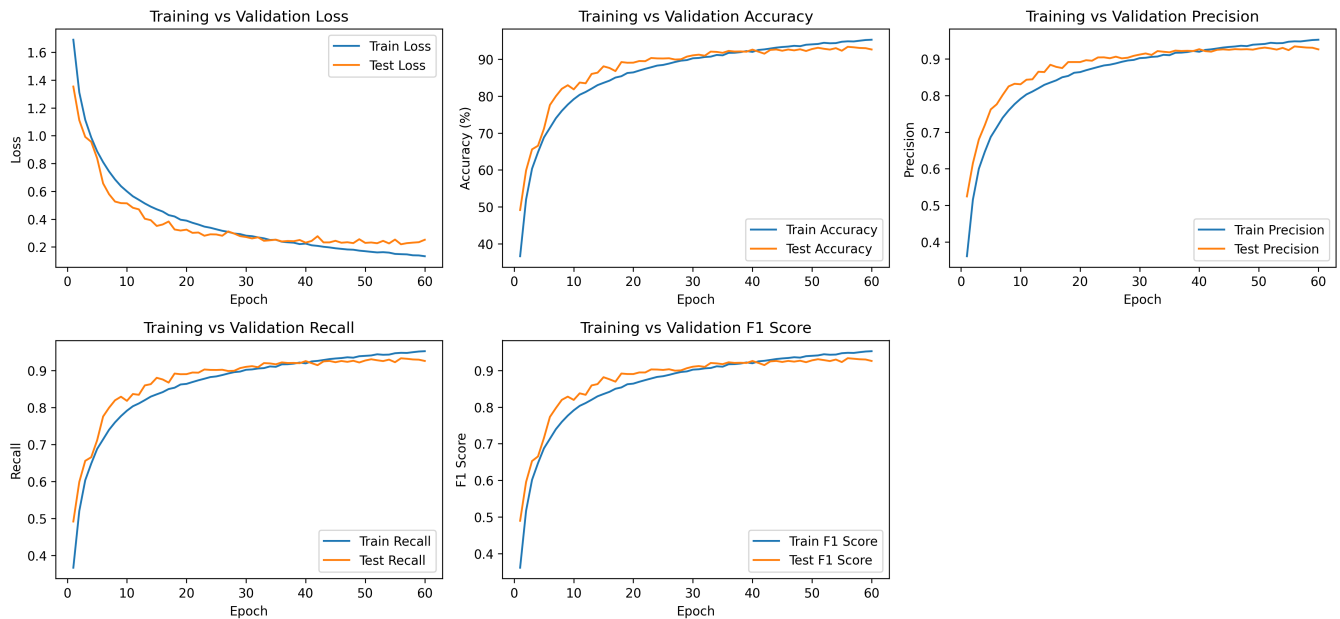 Training vs Validation Loss
Loss
1.6
1.4
1.2
1.0
0.8
0.6
0.4
0.2
Train Loss
Test Loss
0 10 20 30 40 50 60
Epoch
Training vs Validation Accuracy
Accuracy (%)
90
80
70
60
50
40
Train Accuracy
Test Accuracy
0 10 20 30 40 50 60
Epoch
Training vs Validation Precision
Precision
0.9
0.8
0.7
0.6
0.5
0.4
Train Precision
Test Precision
0 10 20 30 40 50 60
Epoch
Training vs Validation Recall
Recall
0.9
0.8
0.7
0.6
0.5
0.4
Train Recall
Test Recall
0 10 20 30 40 50 60
Epoch
Training vs Validation F1 Score
F1 Score
0.9
0.8
0.7
0.6
0.5
0.4
Train F1 Score
Test F1 Score
0 10 20 30 40 50 60
Epoch